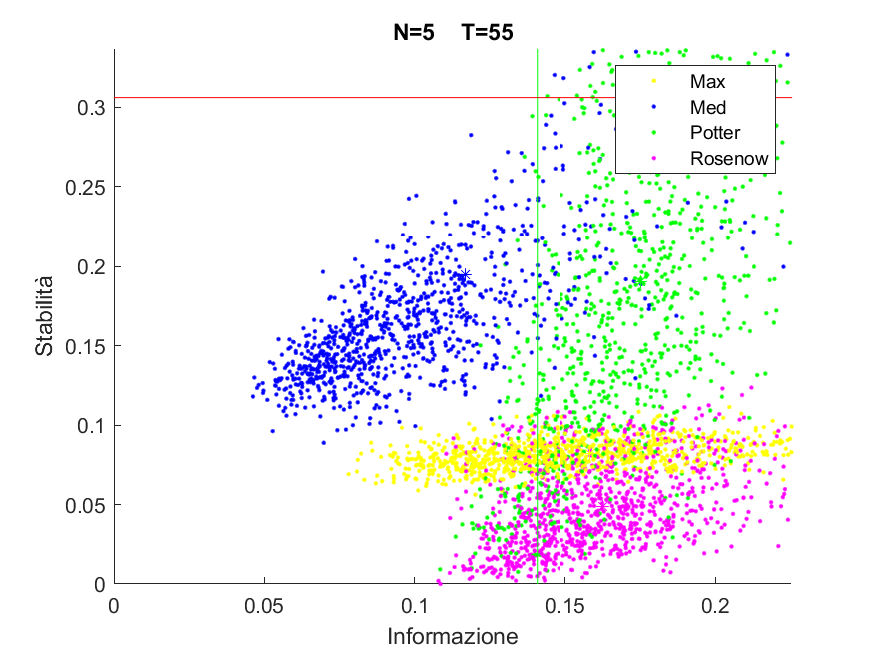 N=5 T=55
Max
Med
Potter
Rosenow
Stabilità
0.3
0.25
0.2
0.15
0.1
0.05
0
0 0.05 0.1 0.15 0.2
Informazione